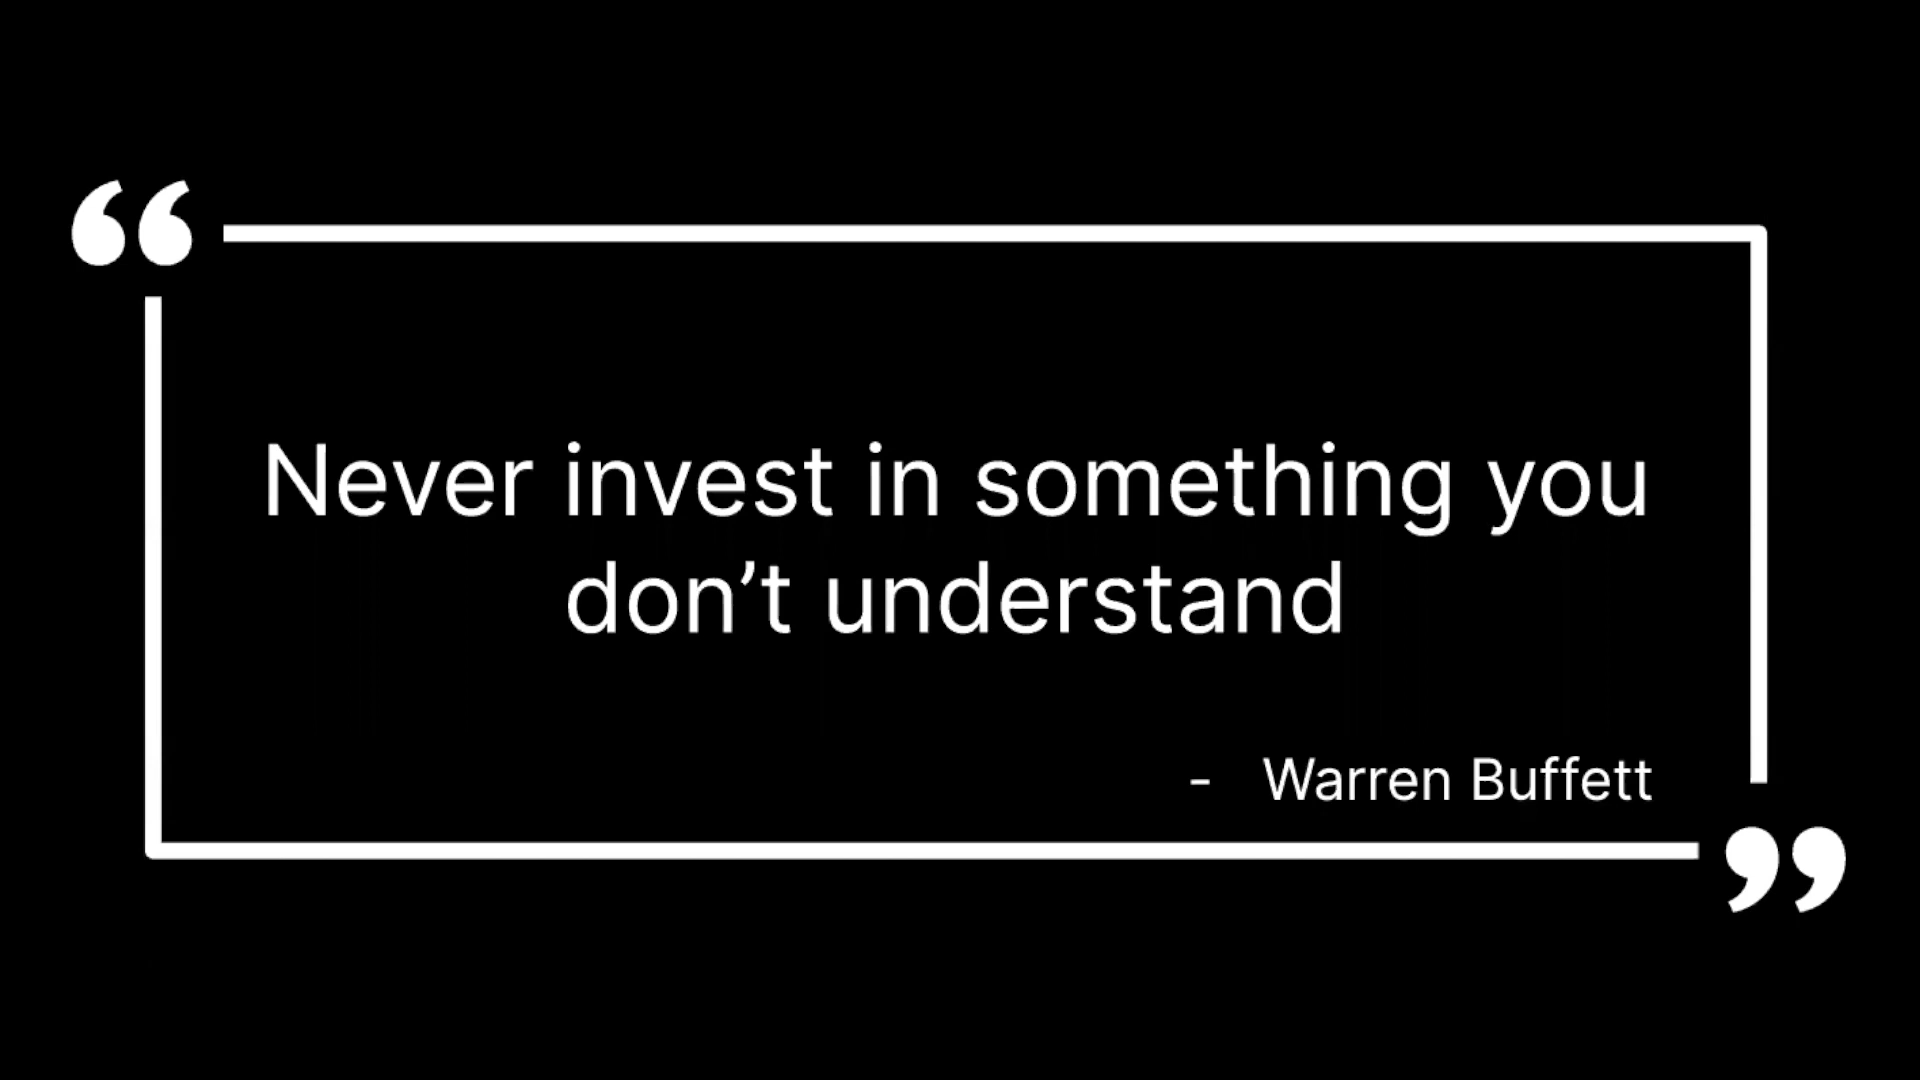 “
Never invest in something you
don’t understand
- Warren Buffett
”